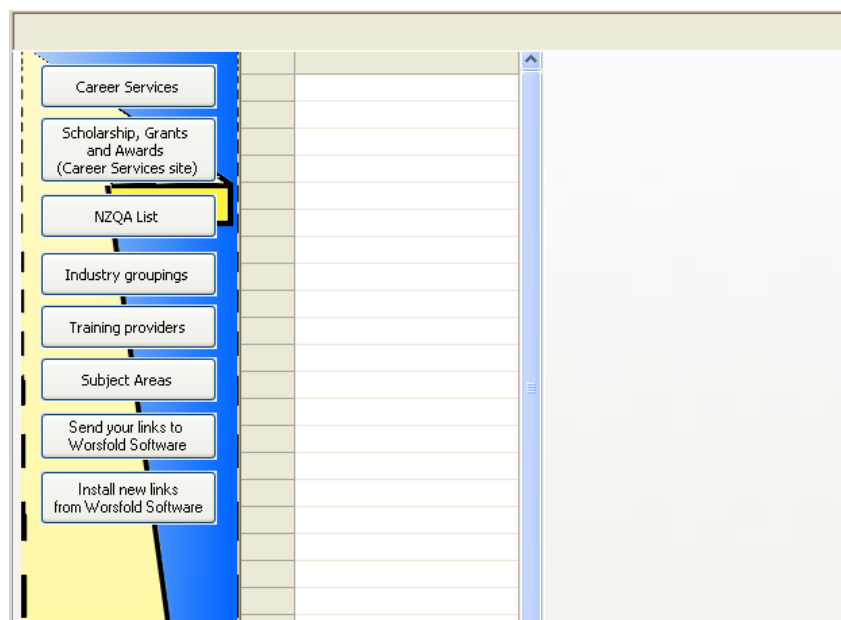 Career Services
Scholarship, Grants
and Awards
(Career Services site)
NZQA List
Industry groupings
Training providers
Subject Areas
Send your links to
Worsfold Software
Install new links
from Worsfold Software